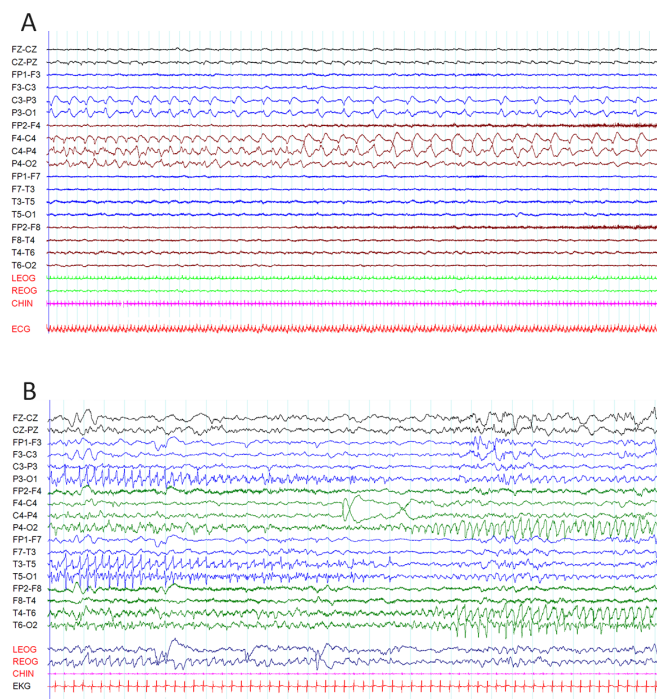 A
FZ-CZ
CZ-PZ
FP1-F3
F3-C3
C3-P3
P3-O1
FP2-F4
F4-C4
C4-P4
P4-O2
FP1-F7
F7-T3
T3-T5
T5-O1
FP2-F8
F8-T4
T4-T6
T6-O2
LEOG
REOG
CHIN
ECG
B
FZ-CZ
CZ-PZ
FP1-F3
F3-C3
C3-P3
P3-O1
FP2-F4
F4-C4
C4-P4
P4-O2
FP1-F7
F7-T3
T3-T5
T5-O1
FP2-F8
F8-T4
T4-T6
T6-O2
LEOG
REOG
CHIN
EKG